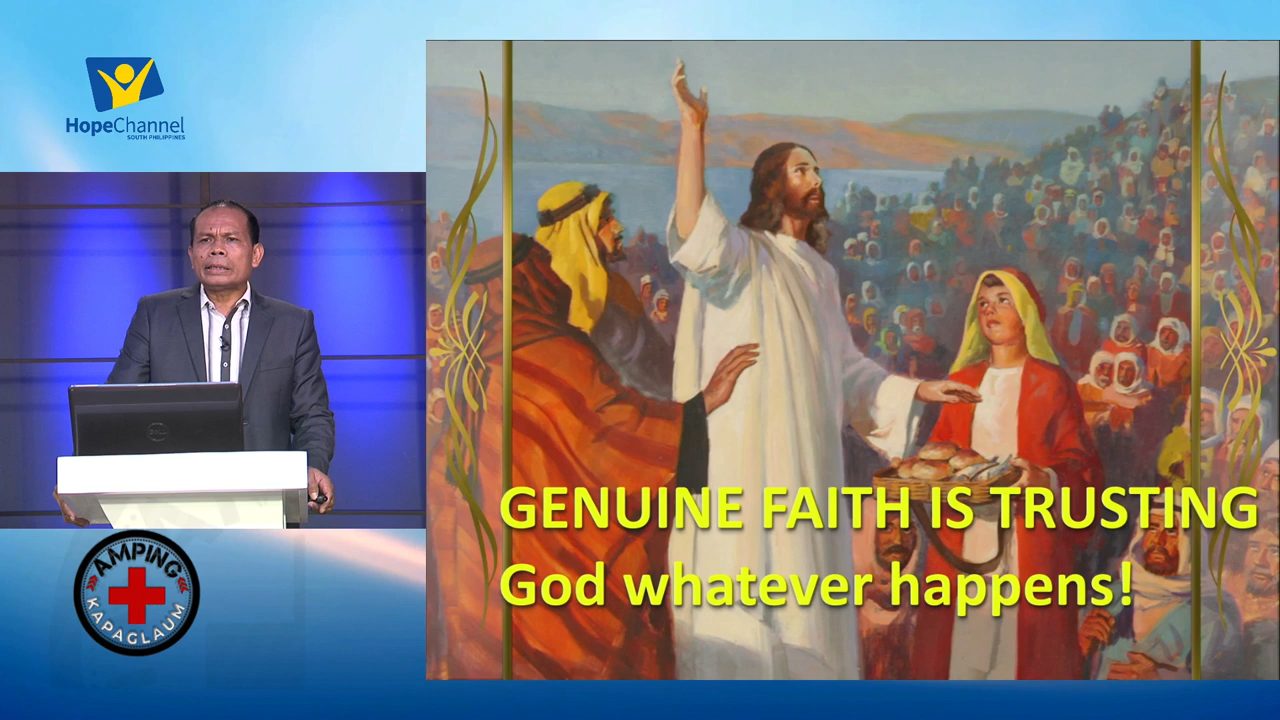 HopeChannel
SOUTH PHILIPPINES
GENUINE FAITH IS TRUSTING
God whatever happens!
AMPING
KAPAGLAUM